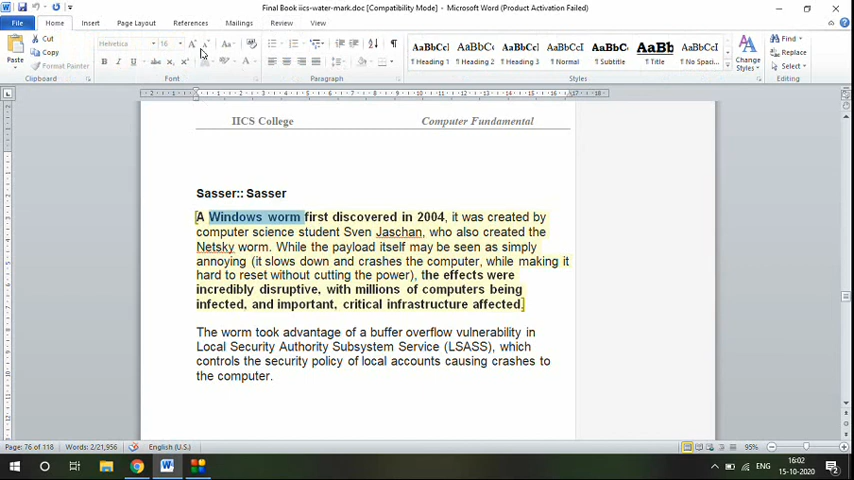 Final Book iics-water-mark.doc [Compatibility Mode] - Microsoft Word (Product Activation Failed)
File Home Insert Page Layout References Mailings Review View
Cut
Copy
Format Painter
Paste
Helvetica 16
AaBbCc AaBbCc AaBbCc AaBbCcI AaBbCc AaBb AaBbCcI
¶ Heading 1 ¶ Heading 2 ¶ Heading 3 ¶ Normal ¶ Subtitle ¶ Title ¶ No Spaci...
Change
Styles
Find
Replace
Select
Clipboard Font Paragraph Styles Editing
IICS College Computer Fundamental
Sasser:: Sasser
A Windows worm first discovered in 2004, it was created by
computer science student Sven Jaschan, who also created the
Netsky worm. While the payload itself may be seen as simply
annoying (it slows down and crashes the computer, while making it
hard to reset without cutting the power), the effects were
incredibly disruptive, with millions of computers being
infected, and important, critical infrastructure affected.
The worm took advantage of a buffer overflow vulnerability in
Local Security Authority Subsystem Service (LSASS), which
controls the security policy of local accounts causing crashes to
the computer.
Page: 76 of 118 Words: 2/21,956 English (U.S.) 95%
ENG 16:02
15-10-2020